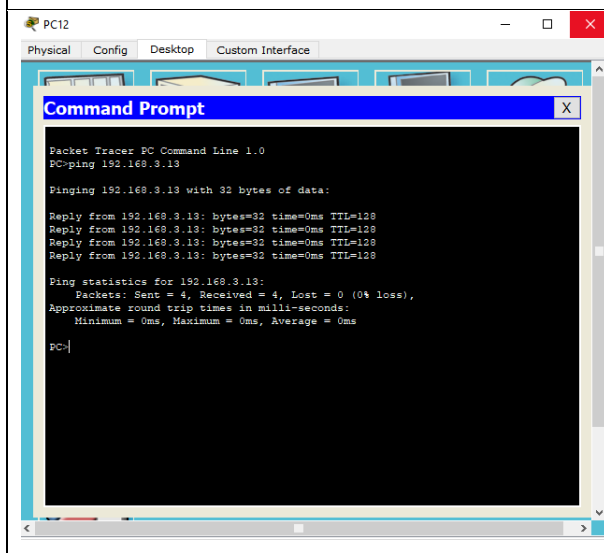 PC12
Physical Config Desktop Custom Interface
Command Prompt X
Packet Tracer PC Command Line 1.0
PC>ping 192.168.3.13
Pinging 192.168.3.13 with 32 bytes of data:
Reply from 192.168.3.13: bytes=32 time=0ms TTL=128
Reply from 192.168.3.13: bytes=32 time=0ms TTL=128
Reply from 192.168.3.13: bytes=32 time=0ms TTL=128
Reply from 192.168.3.13: bytes=32 time=0ms TTL=128
Ping statistics for 192.168.3.13:
Packets: Sent = 4, Received = 4, Lost = 0 (0% loss),
Approximate round trip times in milli-seconds:
Minimum = 0ms, Maximum = 0ms, Average = 0ms
PC>